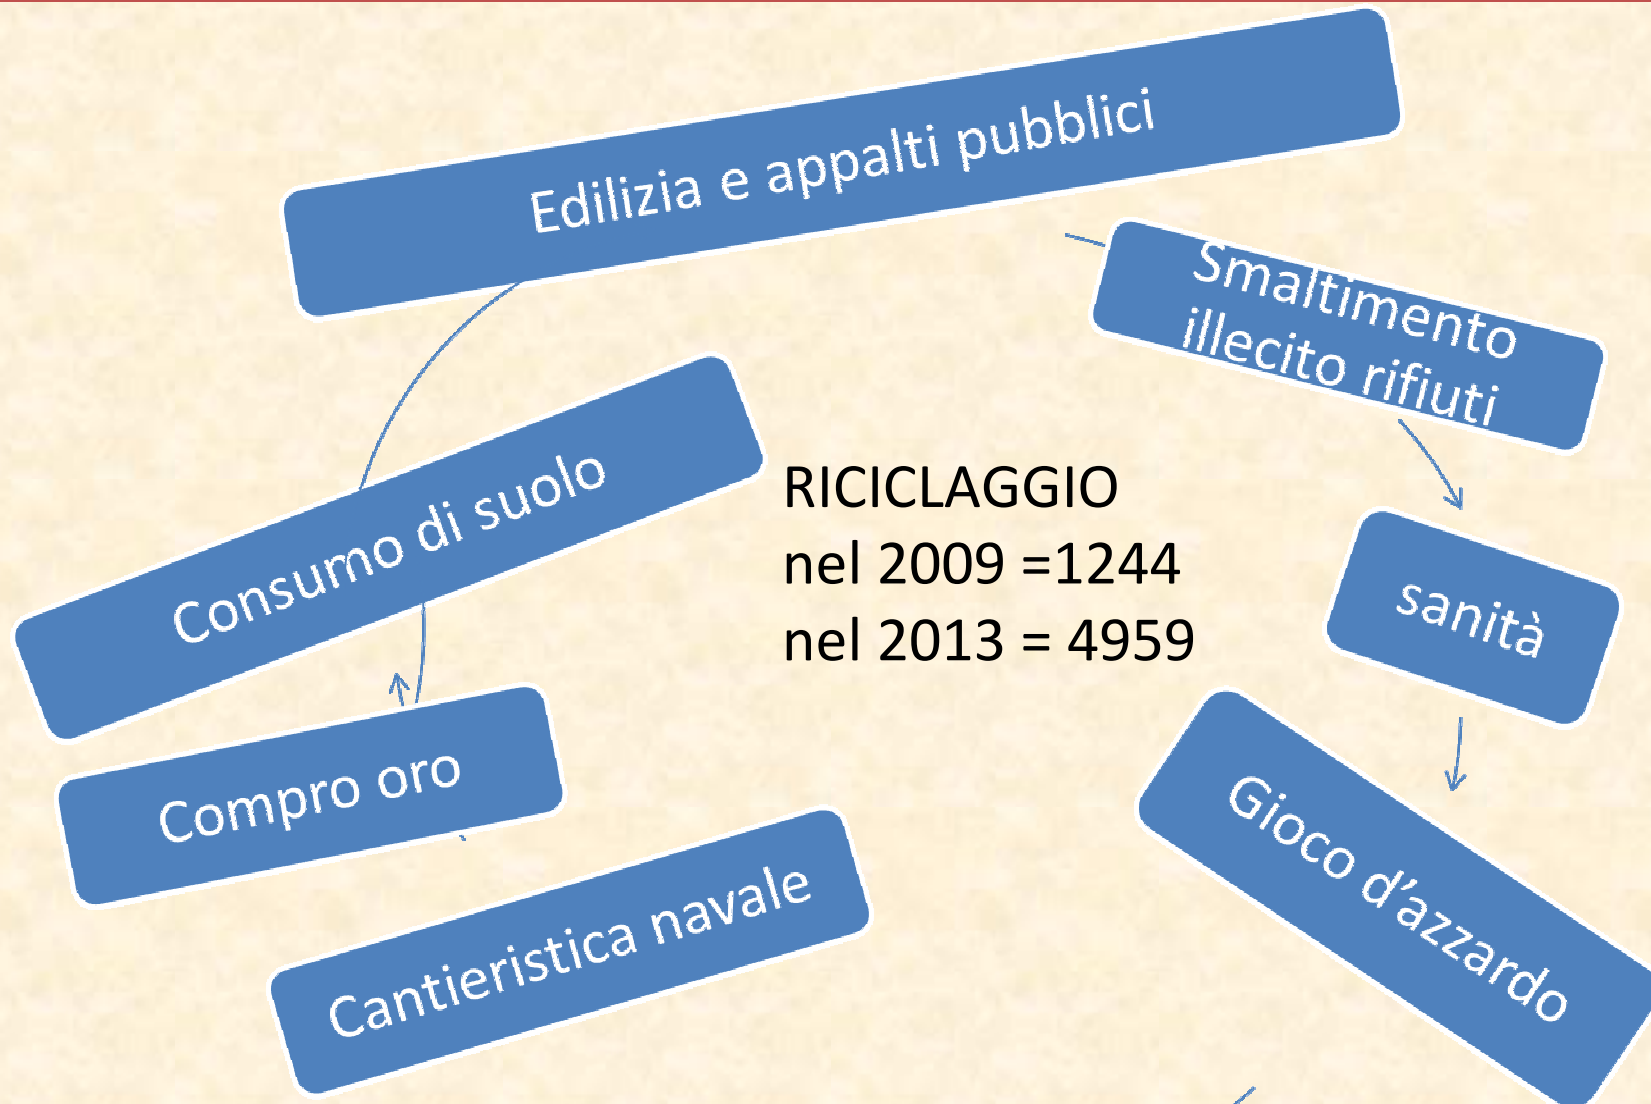 Edilizia e appalti pubblici
Smaltimento
illecito rifiuti
Consumo di suolo
RICICLAGGIO
nel 2009 =1244
nel 2013 = 4959
sanità
Compro oro
Gioco d’azzardo
Cantieristica navale